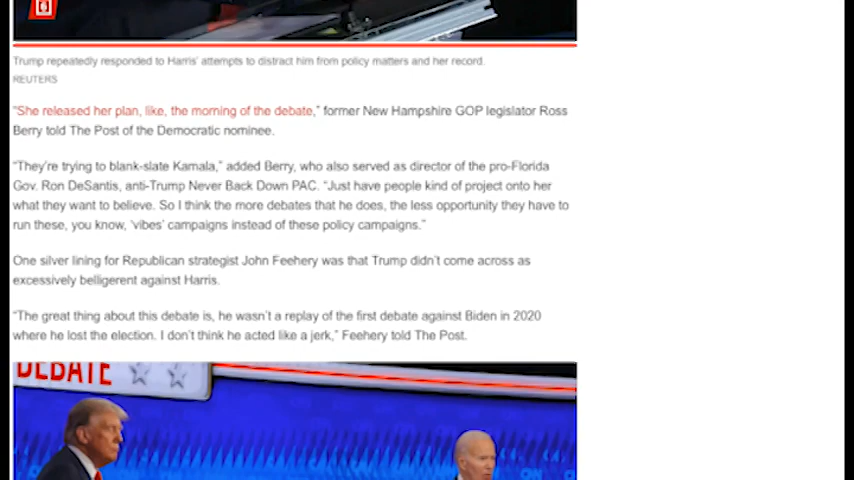 Trump repeatedly responded to Harris' attempts to distract him from policy matters and her record.
REUTERS
"She released her plan, like, the morning of the debate," former New Hampshire GOP legislator Ross
Berry told The Post of the Democratic nominee.
"They're trying to blank-slate Kamala," added Berry, who also served as director of the pro-Florida
Gov. Ron DeSantis, anti-Trump Never Back Down PAC. "Just have people kind of project onto her
what they want to believe. So I think the more debates that he does, the less opportunity they have to
run these, you know, 'vibes' campaigns instead of these policy campaigns."
One silver lining for Republican strategist John Feehery was that Trump didn't come across as
excessively belligerent against Harris.
"The great thing about this debate is, he wasn't a replay of the first debate against Biden in 2020
where he lost the election. I don't think he acted like a jerk," Feehery told The Post.
DEBATE